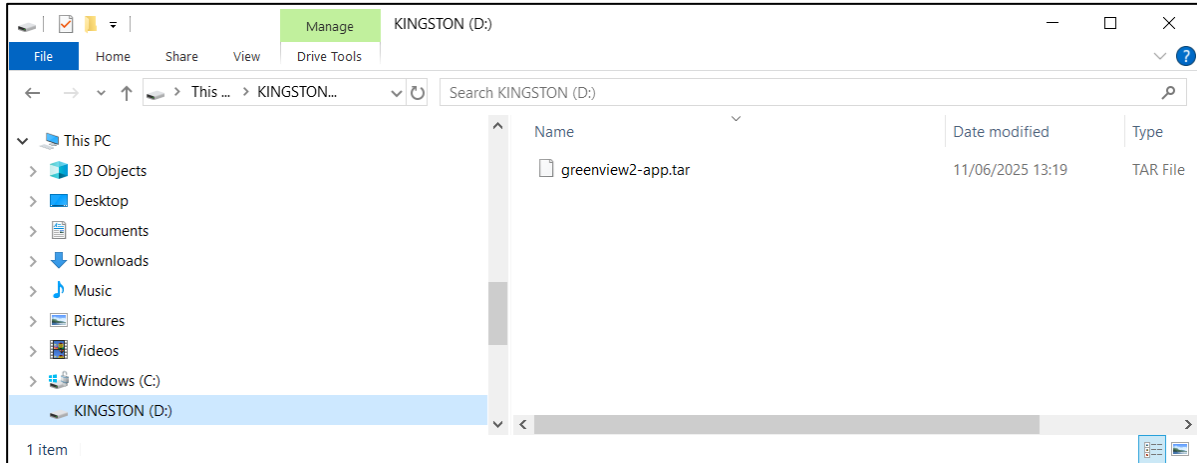 Manage KINGSTON (D:)
File Home Share View Drive Tools
This ... KINGSTON... Search KINGSTON (D:)
This PC
3D Objects
Desktop
Documents
Downloads
Music
Pictures
Videos
Windows (C:)
KINGSTON (D:)
Name Date modified Type
greenview2-app.tar 11/06/2025 13:19 TAR File
1 item